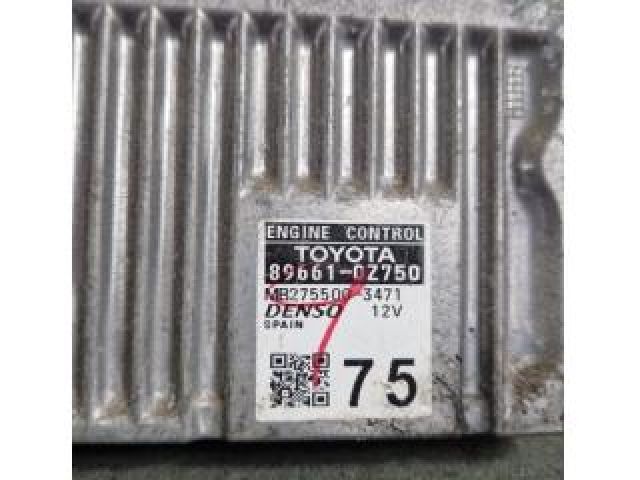 ENGINE CONTROL
TOYOTA
89661-0Z750
MB275500-3471
DENSO 12V
SPAIN
75